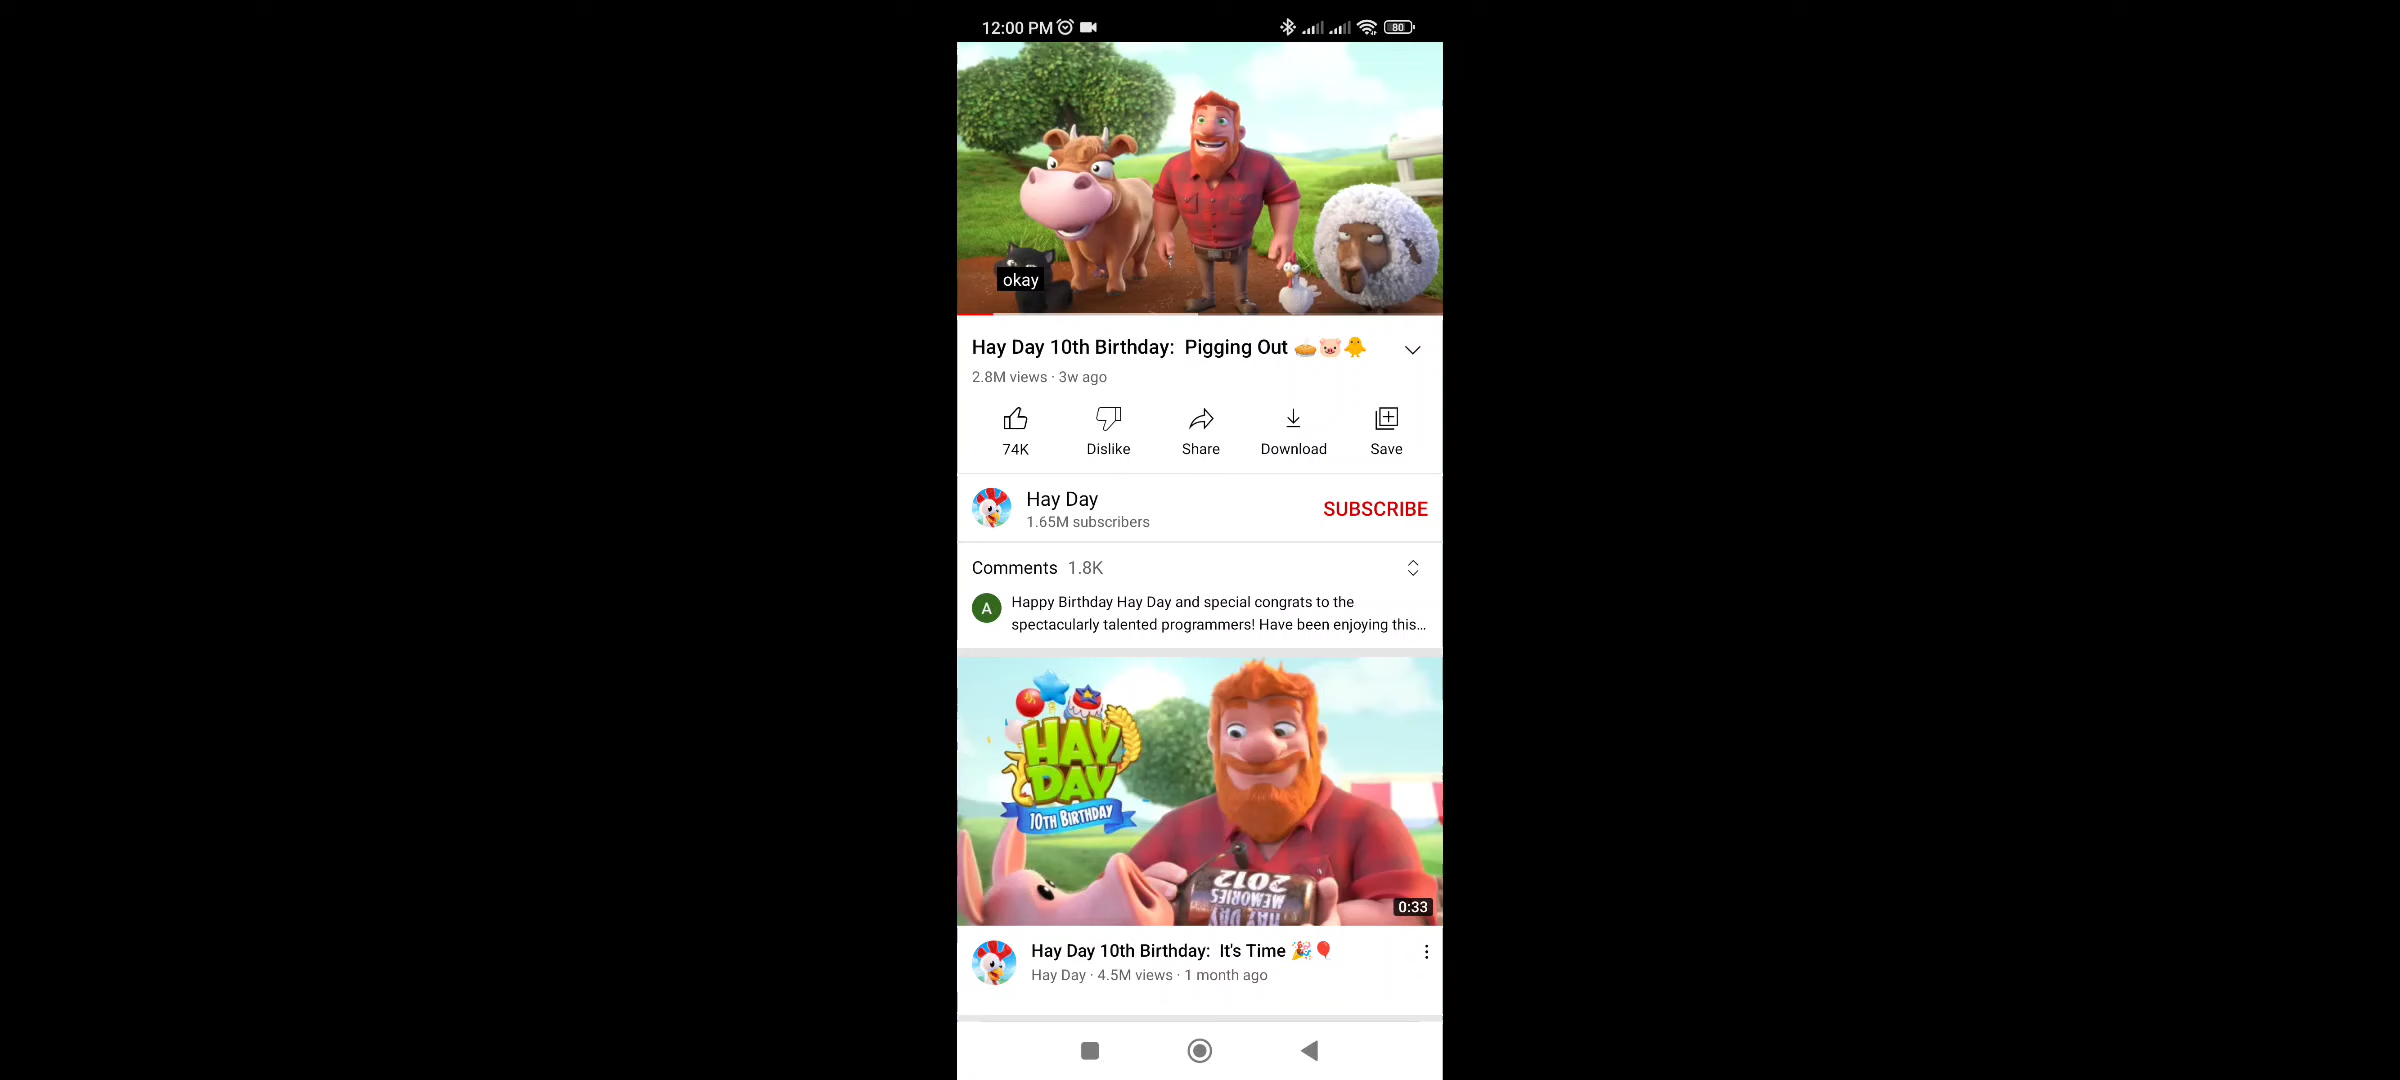 12:00 PM
80
okay
Hay Day 10th Birthday: Pigging Out 🥧🐷🐥
2.8M views · 3w ago
74K
Dislike
Share
Download
Save
Hay Day
1.65M subscribers
SUBSCRIBE
Comments 1.8K
A
Happy Birthday Hay Day and special congrats to the
spectacularly talented programmers! Have been enjoying this...
HAY
DAY
10TH BIRTHDAY
HAY DAY
MEMORIES
2012
0:33
Hay Day 10th Birthday: It's Time 🎉🎈
Hay Day · 4.5M views · 1 month ago